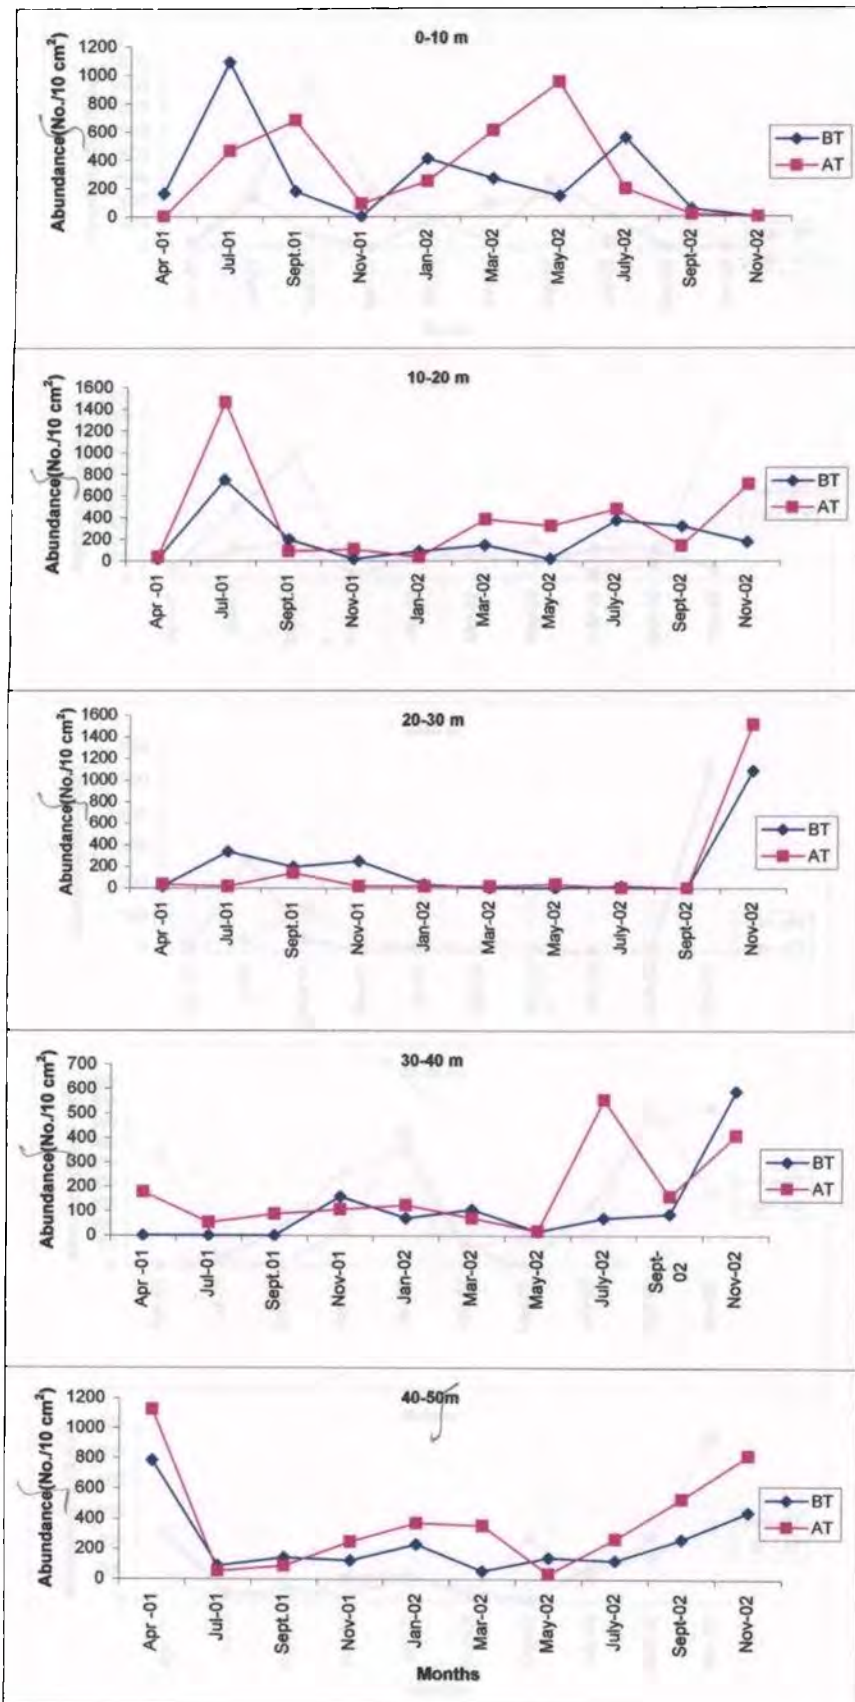 0-10 m
Abundance(No./10 cm²)
1200
1000
800
600
400
200
0
Apr -01
Jul-01
Sept.01
Nov-01
Jan-02
Mar-02
May-02
July-02
Sept-02
Nov-02
BT
AT
10-20 m
Abundance(No./10 cm²)
1600
1400
1200
1000
800
600
400
200
0
Apr -01
Jul-01
Sept.01
Nov-01
Jan-02
Mar-02
May-02
July-02
Sept-02
Nov-02
BT
AT
20-30 m
Abundance(No./10 cm²)
1600
1400
1200
1000
800
600
400
200
0
Apr -01
Jul-01
Sept.01
Nov-01
Jan-02
Mar-02
May-02
July-02
Sept-02
Nov-02
BT
AT
30-40 m
Abundance(No./10 cm²)
700
600
500
400
300
200
100
0
Apr -01
Jul-01
Sept.01
Nov-01
Jan-02
Mar-02
May-02
July-02
Sept-
02
Nov-02
BT
AT
40-50m
Abundance(No./10 cm²)
1200
1000
800
600
400
200
0
Apr -01
Jul-01
Sept.01
Nov-01
Jan-02
Mar-02
May-02
July-02
Sept-02
Nov-02
BT
AT
Months